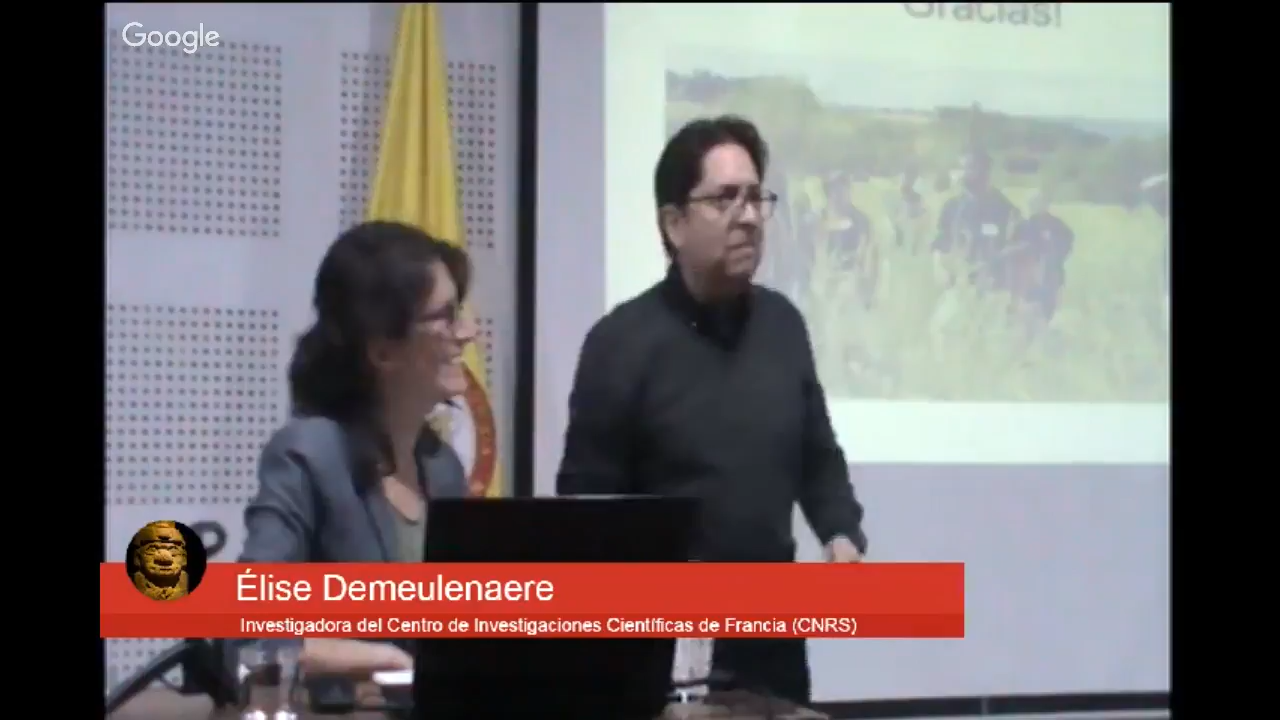 Google
Gracias!
Élise Demeulenaere
Investigadora del Centro de Investigaciones Científicas de Francia (CNRS)